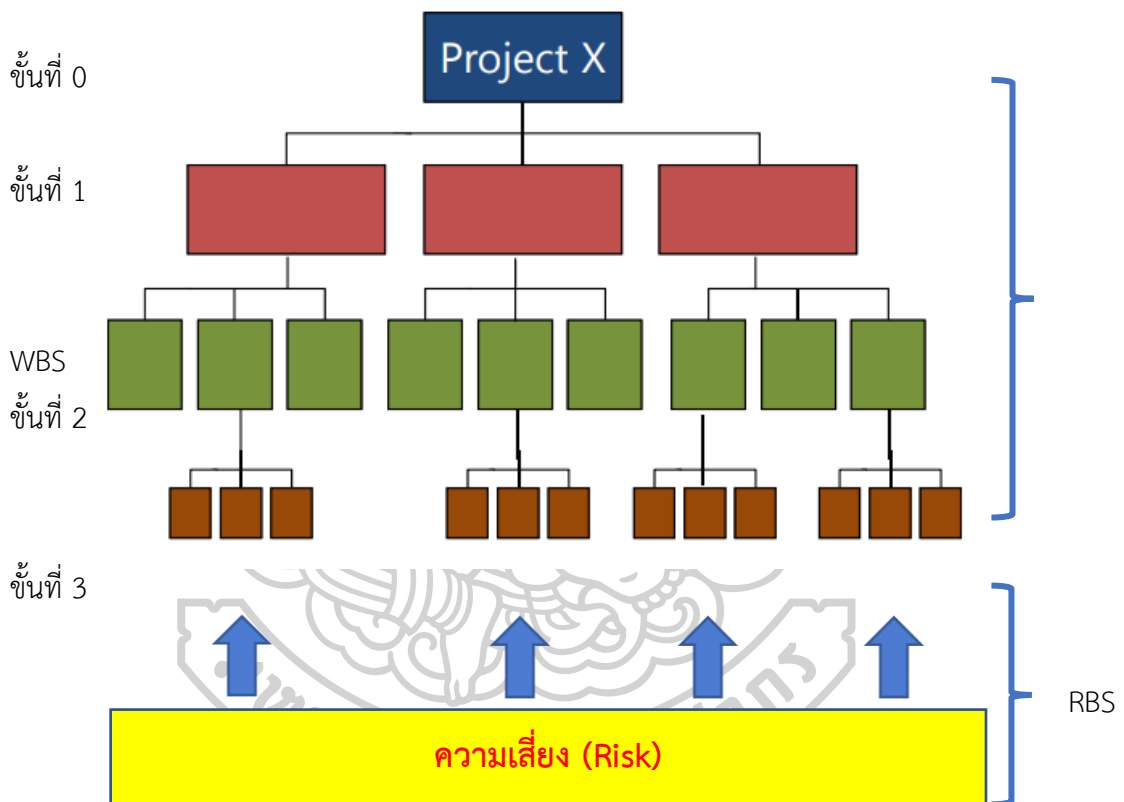 Project X
ขั้นที่ 0
ขั้นที่ 1
WBS
ขั้นที่ 2
ขั้นที่ 3
RBS
ความเสี่ยง (Risk)